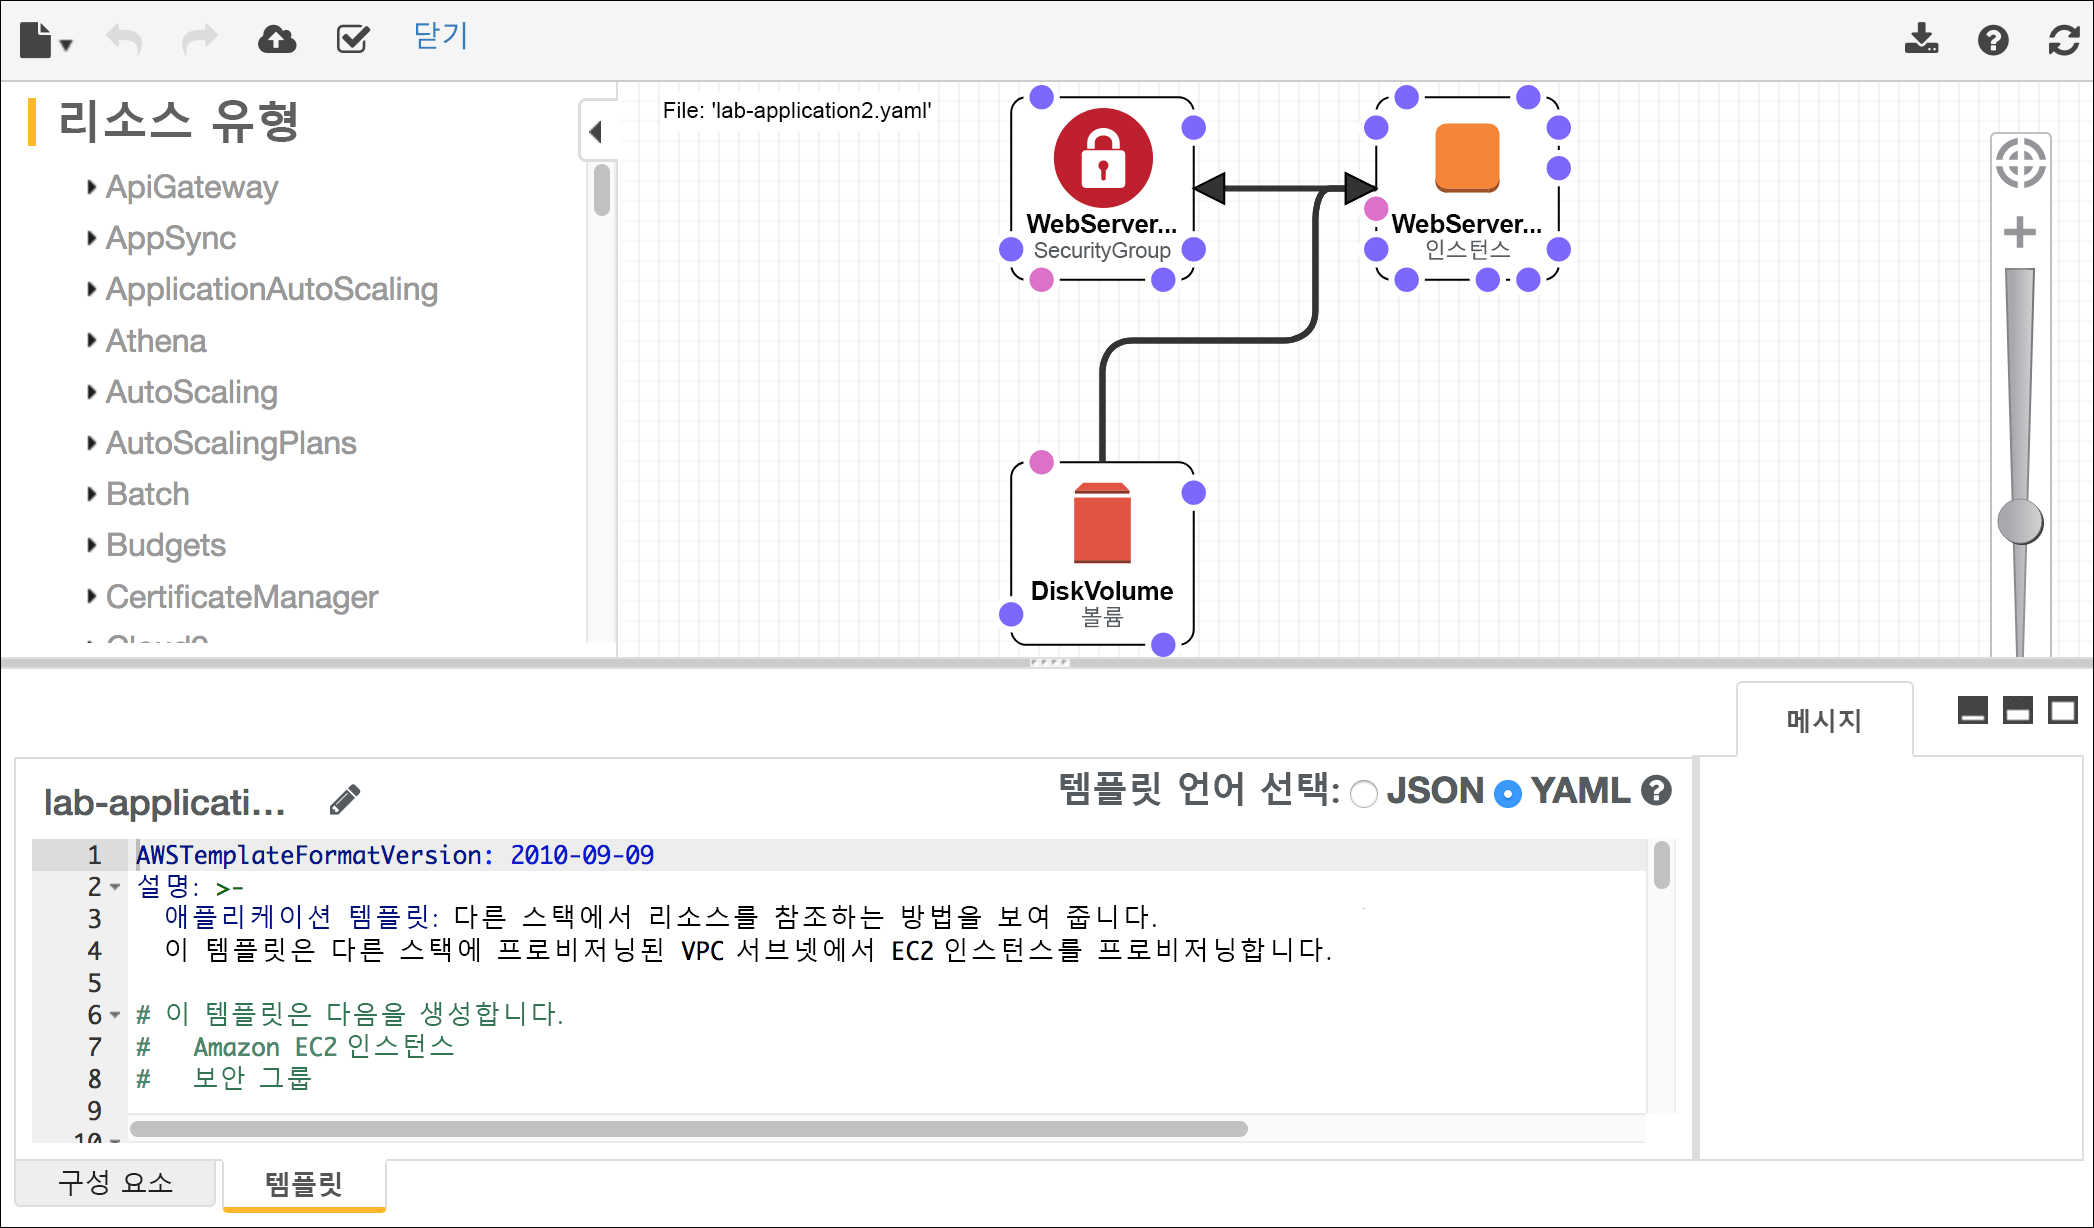 닫기
리소스 유형
ApiGateway
AppSync
ApplicationAutoScaling
Athena
AutoScaling
AutoScalingPlans
Batch
Budgets
CertificateManager
File: 'lab-application2.yaml'
WebServer...
SecurityGroup
WebServer...
인스턴스
DiskVolume
볼륨
메시지
lab-applicati...
템플릿 언어 선택: JSON YAML
1 AWSTemplateFormatVersion: 2010-09-09
2 설명: >-
3 애플리케이션 템플릿: 다른 스택에서 리소스를 참조하는 방법을 보여 줍니다.
4 이 템플릿은 다른 스택에 프로비저닝된 VPC 서브넷에서 EC2 인스턴스를 프로비저닝합니다.
5
6 # 이 템플릿은 다음을 생성합니다.
7 # Amazon EC2 인스턴스
8 # 보안 그룹
9
10
구성 요소
템플릿